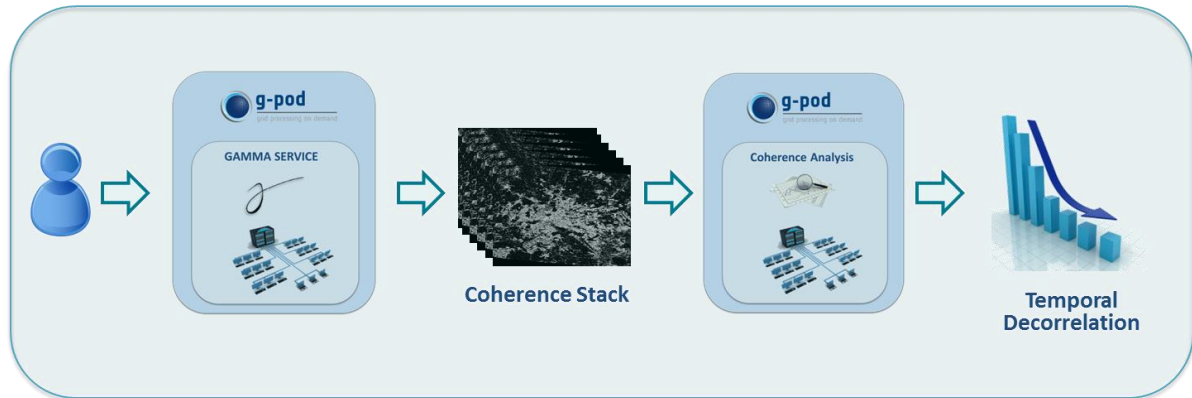 g-pod
grid processing on demand
GAMMA SERVICE
Coherence Stack
g-pod
grid processing on demand
Coherence Analysis
Temporal
Decorrelation